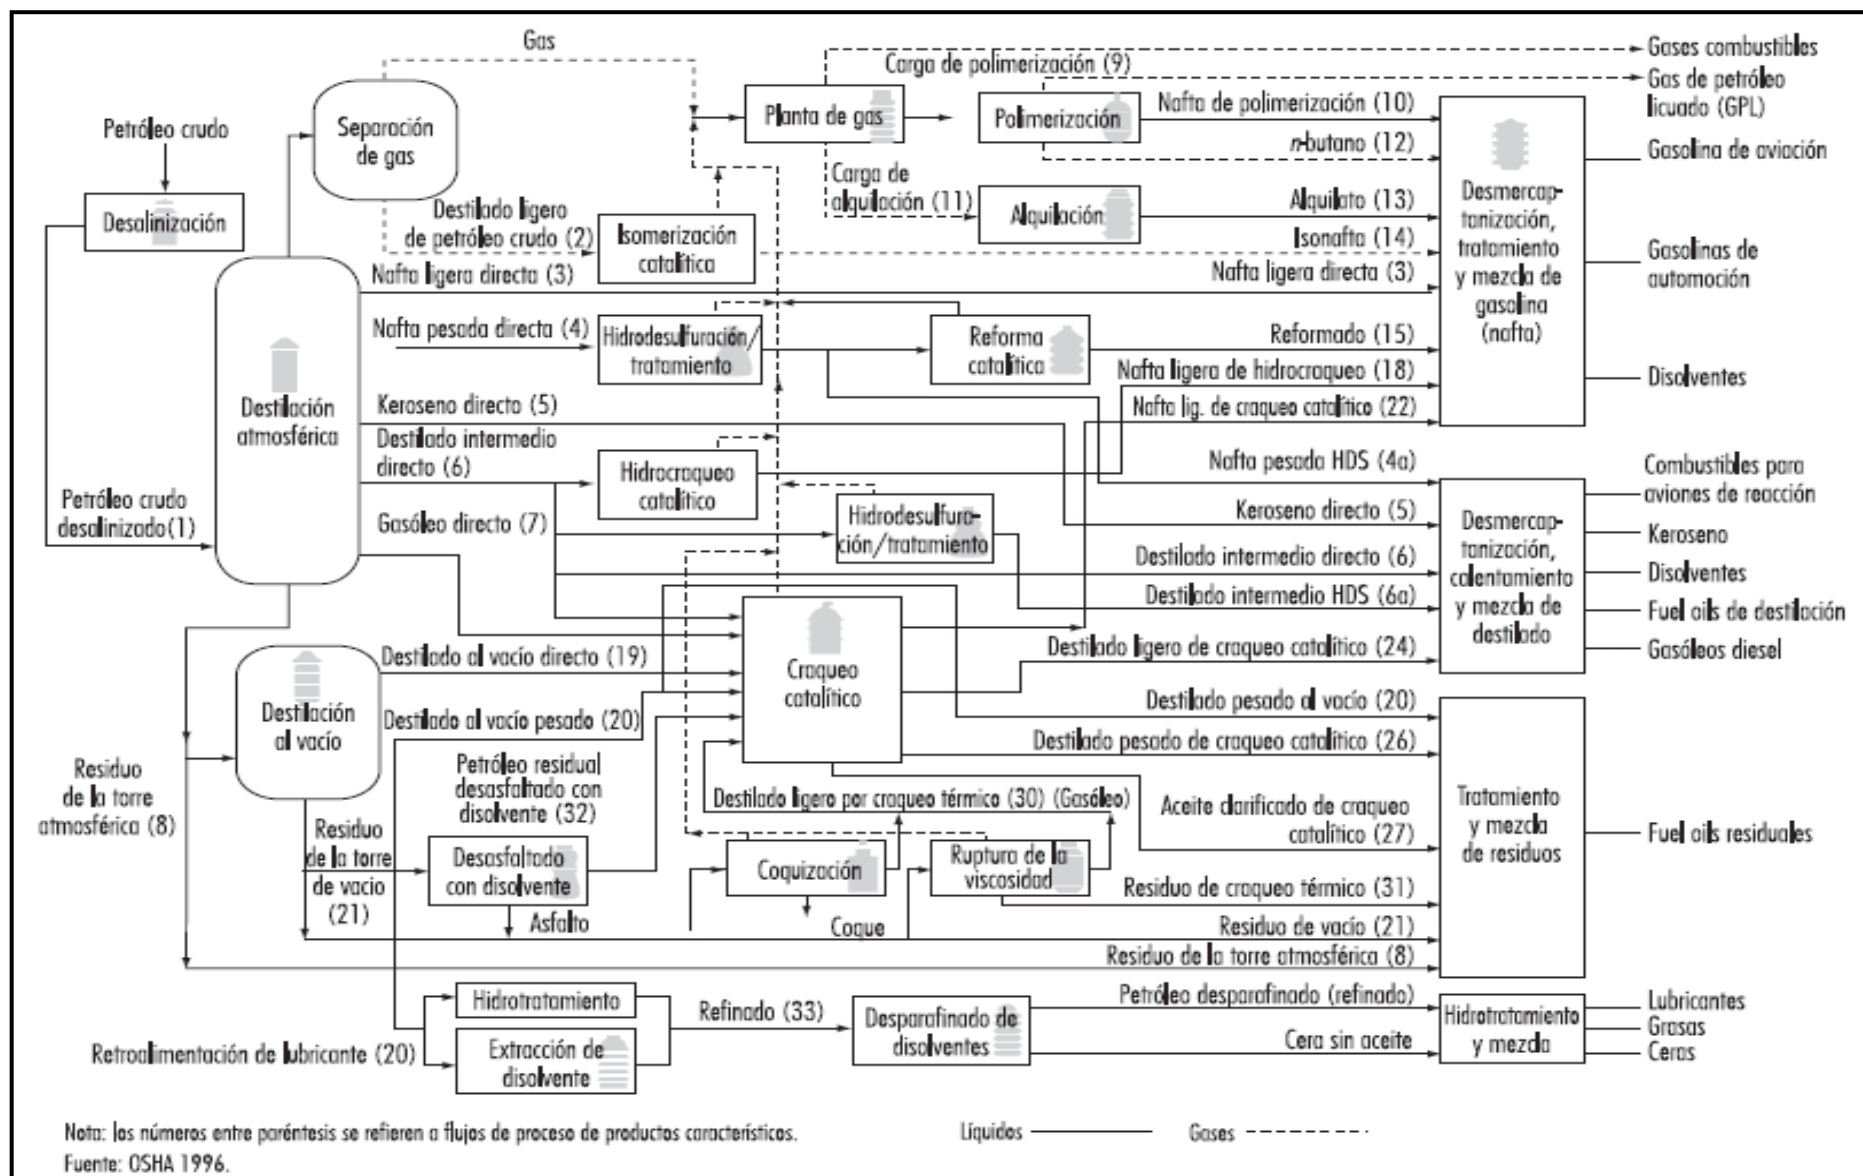 Gas
Gases combustibles
Carga de polimerización (9)
Gas de petróleo
licuado (GPL)
Petróleo crudo
Separación
de gas
Planta de gas
Polimerización
Nafta de polimerización (10)
n-butano (12)
Gasolina de aviación
Desalinización
Destilado ligero
de petróleo crudo (2)
Isomerización
catalítica
Carga de
alquilación (11)
Alquilación
Alquilato (13)
Isonafta (14)
Desmercap-
tanización,
tratamiento
y mezcla de
gasolina
(nafta)
Gasolinas de
automoción
Disolventes
Nafta ligera directa (3)
Nafta ligera directa (3)
Nafta pesada directa (4)
Hidrodesulfuración/
tratamiento
Reforma
catalítica
Reformado (15)
Nafta ligera de hidrocraqueo (18)
Nafta lig. de craqueo catalítico (22)
Destilación
atmosférica
Keroseno directo (5)
Destilado intermedio
directo (6)
Hidrocraqueo
catalítico
Nafta pesada HDS (4a)
Combustibles para
aviones de reacción
Petróleo crudo
desalinizado(1)
Gasóleo directo (7)
Hidrodesulfura-
ción/tratamiento
Keroseno directo (5)
Destilado intermedio directo (6)
Destilado intermedio HDS (6a)
Desmercap-
tanización,
calentamiento
y mezcla de
destilado
Keroseno
Disolventes
Fuel oils de destilación
Gasóleos diesel
Destilado al vacío directo (19)
Craqueo
catalítico
Destilado ligero de craqueo catalítico (24)
Destilación
al vacío
Destilado al vacío pesado (20)
Destilado pesado al vacío (20)
Destilado pesado de craqueo catalítico (26)
Residuo
de la torre
atmosférica (8)
Petróleo residual
desasfaltado con
disolvente (32)
Destilado ligero por craqueo térmico (30) (Gasóleo)
Aceite clarificado de craqueo
catalítico (27)
Tratamiento
y mezcla
de residuos
Fuel oils residuales
Residuo
de la torre
de vacio
(21)
Desasfaltado
con disolvente
Coquización
Ruptura de la
viscosidad
Residuo de craqueo térmico (31)
Asfalto
Coque
Residuo de vacío (21)
Residuo de la torre atmosférica (8)
Hidrotratamiento
Refinado (33)
Desparafinado de
disolventes
Petróleo desparafinado (refinado)
Cera sin aceite
Hidrotratamiento
y mezcla
Lubricantes
Grasas
Ceras
Retroalimentación de lubricante (20)
Extracción de
disolvente
Nota: los números entre paréntesis se refieren a flujos de proceso de productos característicos.
Líquidos
Gases
Fuente: OSHA 1996.